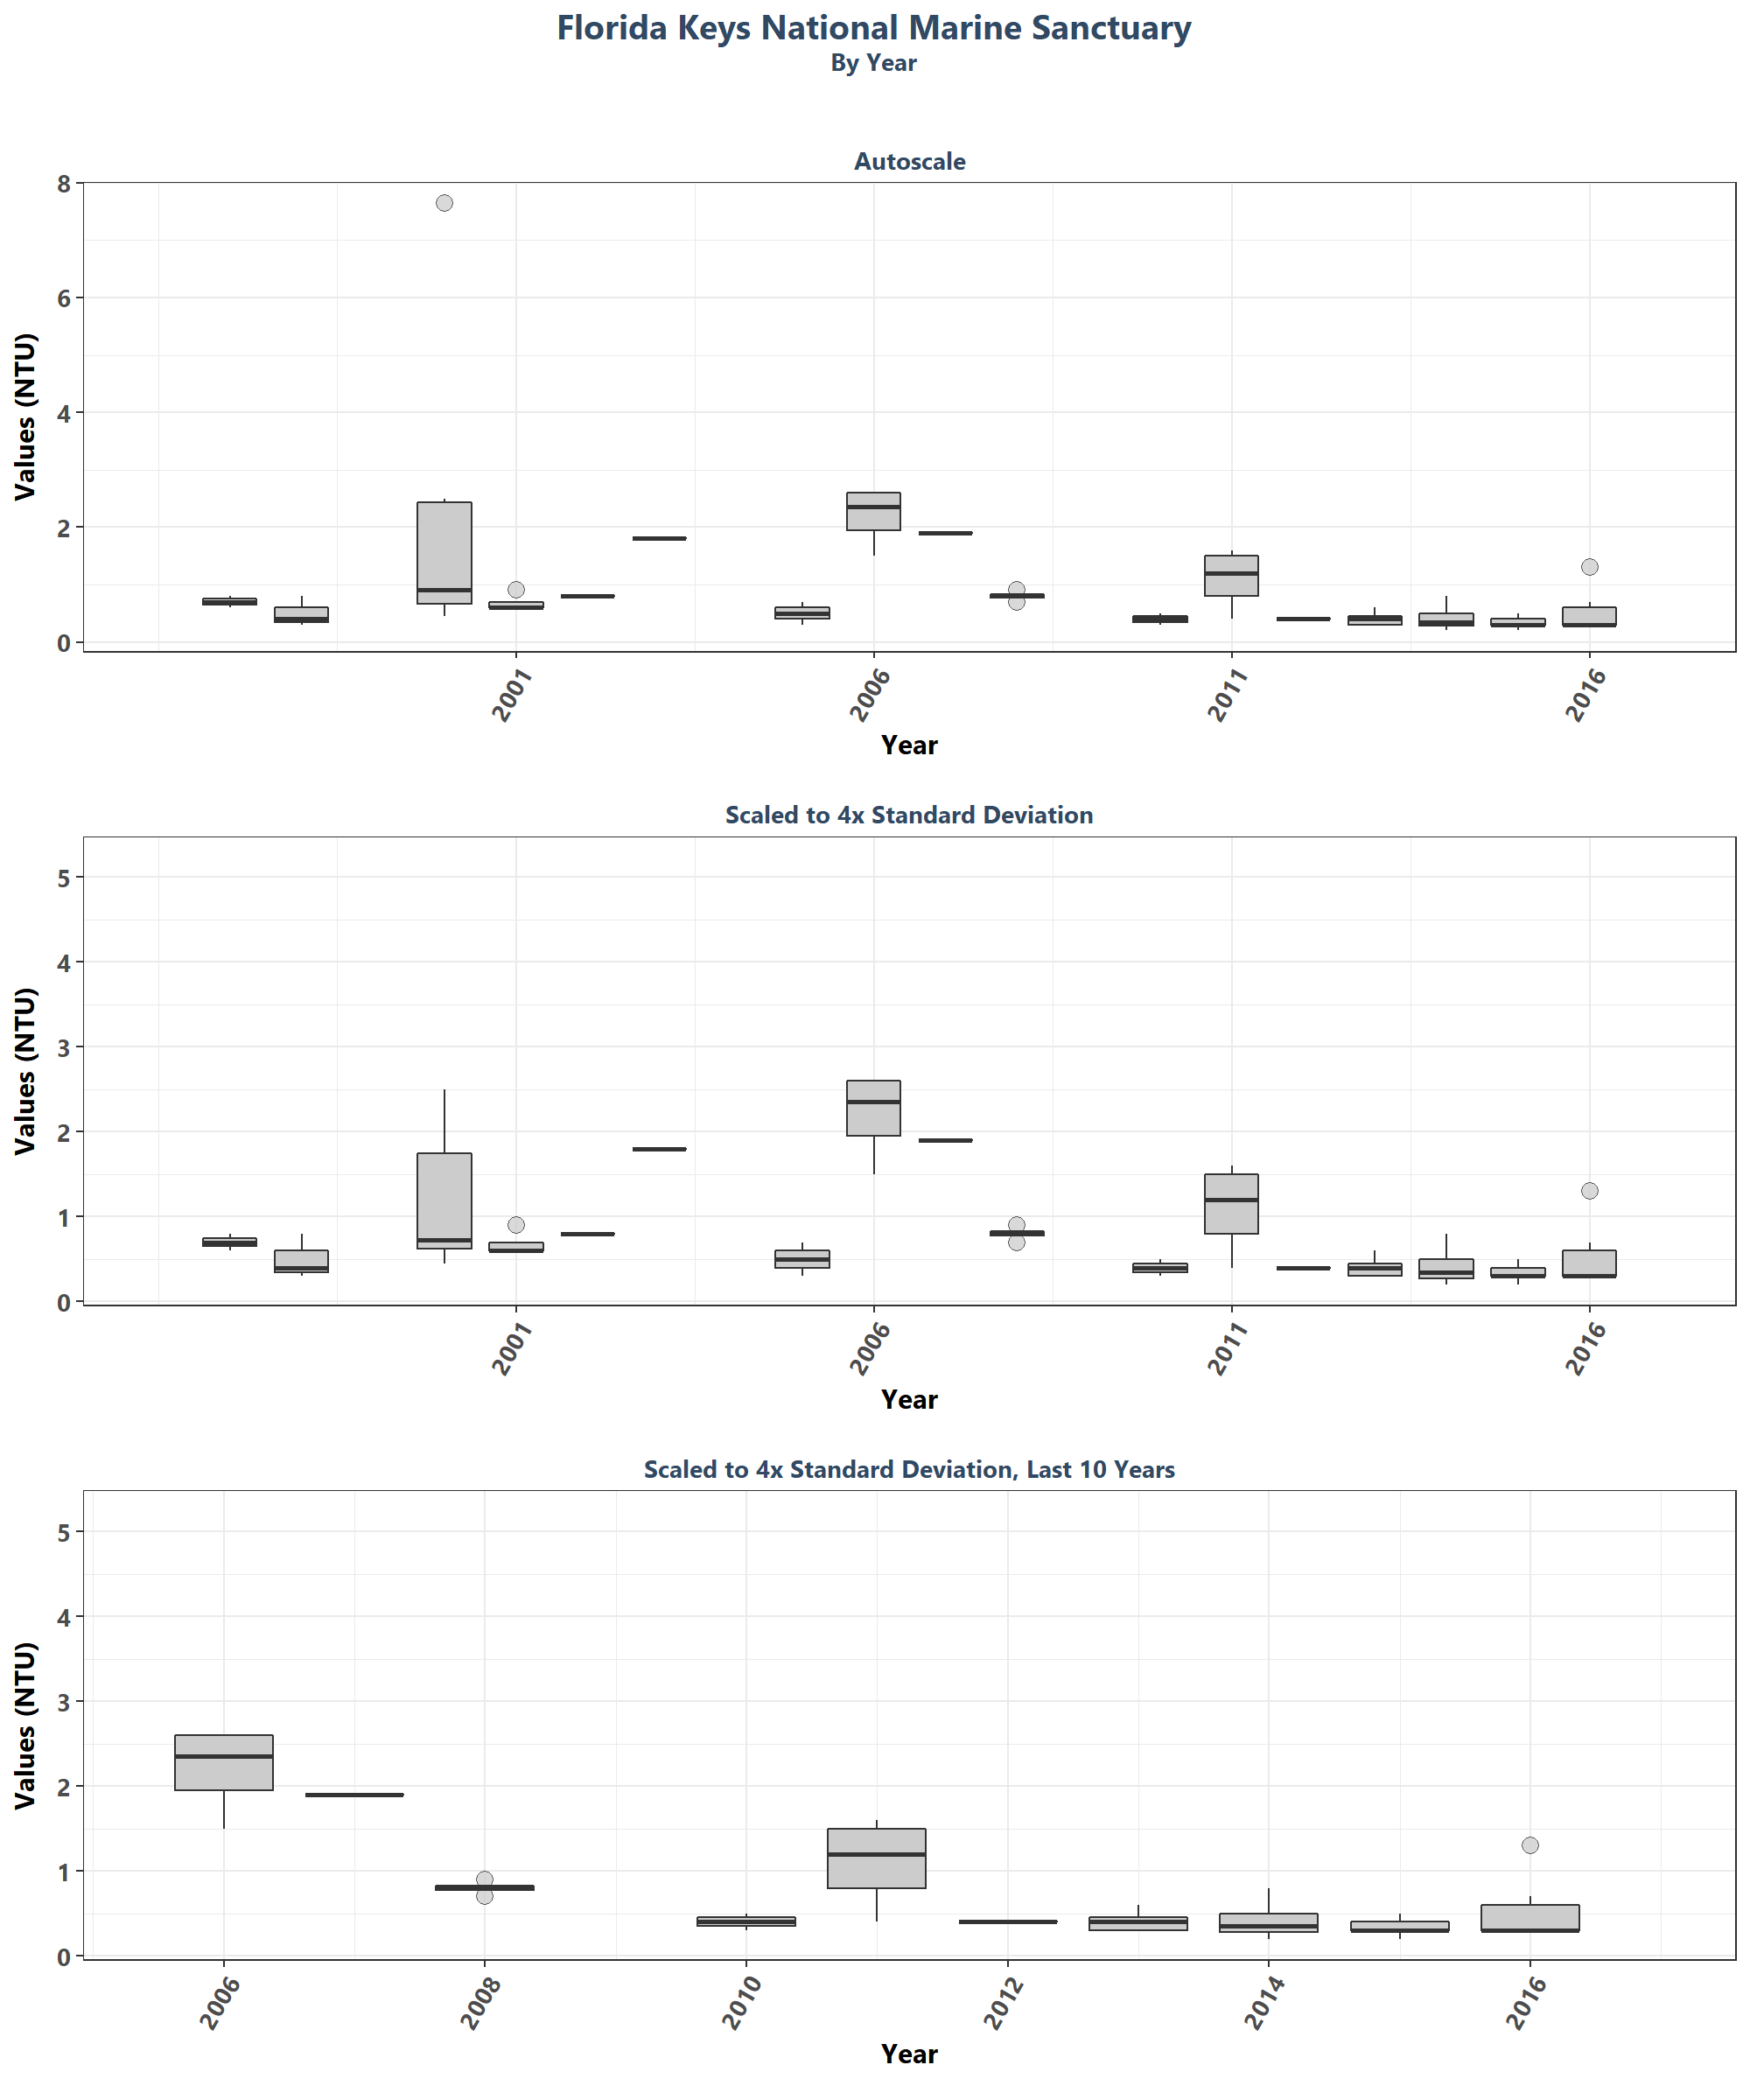 Florida Keys National Marine Sanctuary
By Year
Autoscale
8
6
4
2
0
Values (NTU)
2001
2006
2011
2016
Year
Scaled to 4x Standard Deviation
5
4
3
2
1
0
Values (NTU)
2001
2006
2011
2016
Year
Scaled to 4x Standard Deviation, Last 10 Years
5
4
3
2
1
0
Values (NTU)
2006
2008
2010
2012
2014
2016
Year